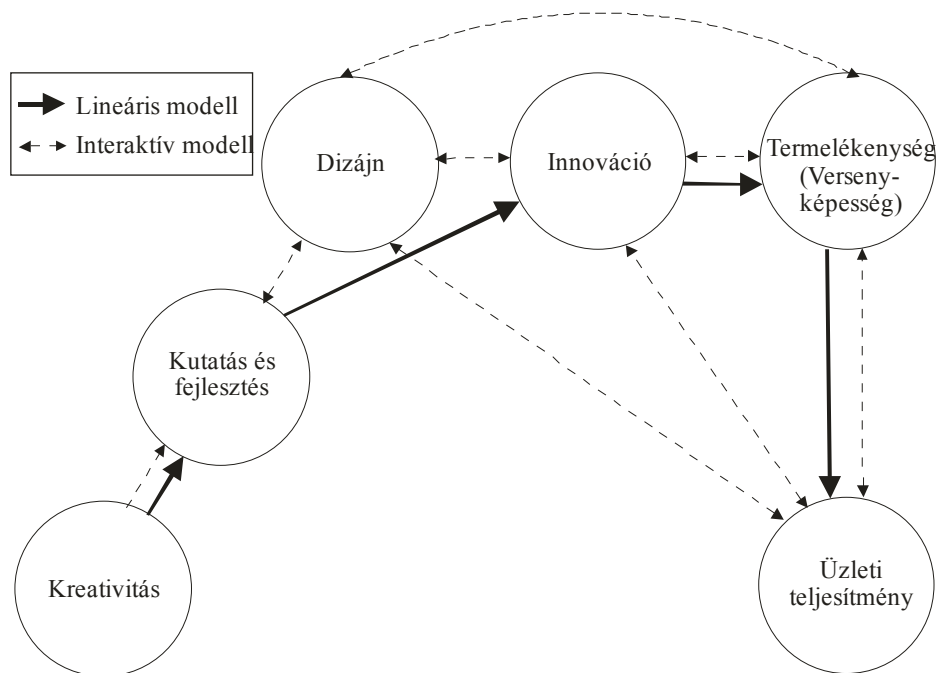 Lineáris modell
Interaktív modell
Dizájn
Innováció
Termelékenység
(Verseny-
képesség)
Kutatás és
fejlesztés
Kreativitás
Üzleti
teljesítmény